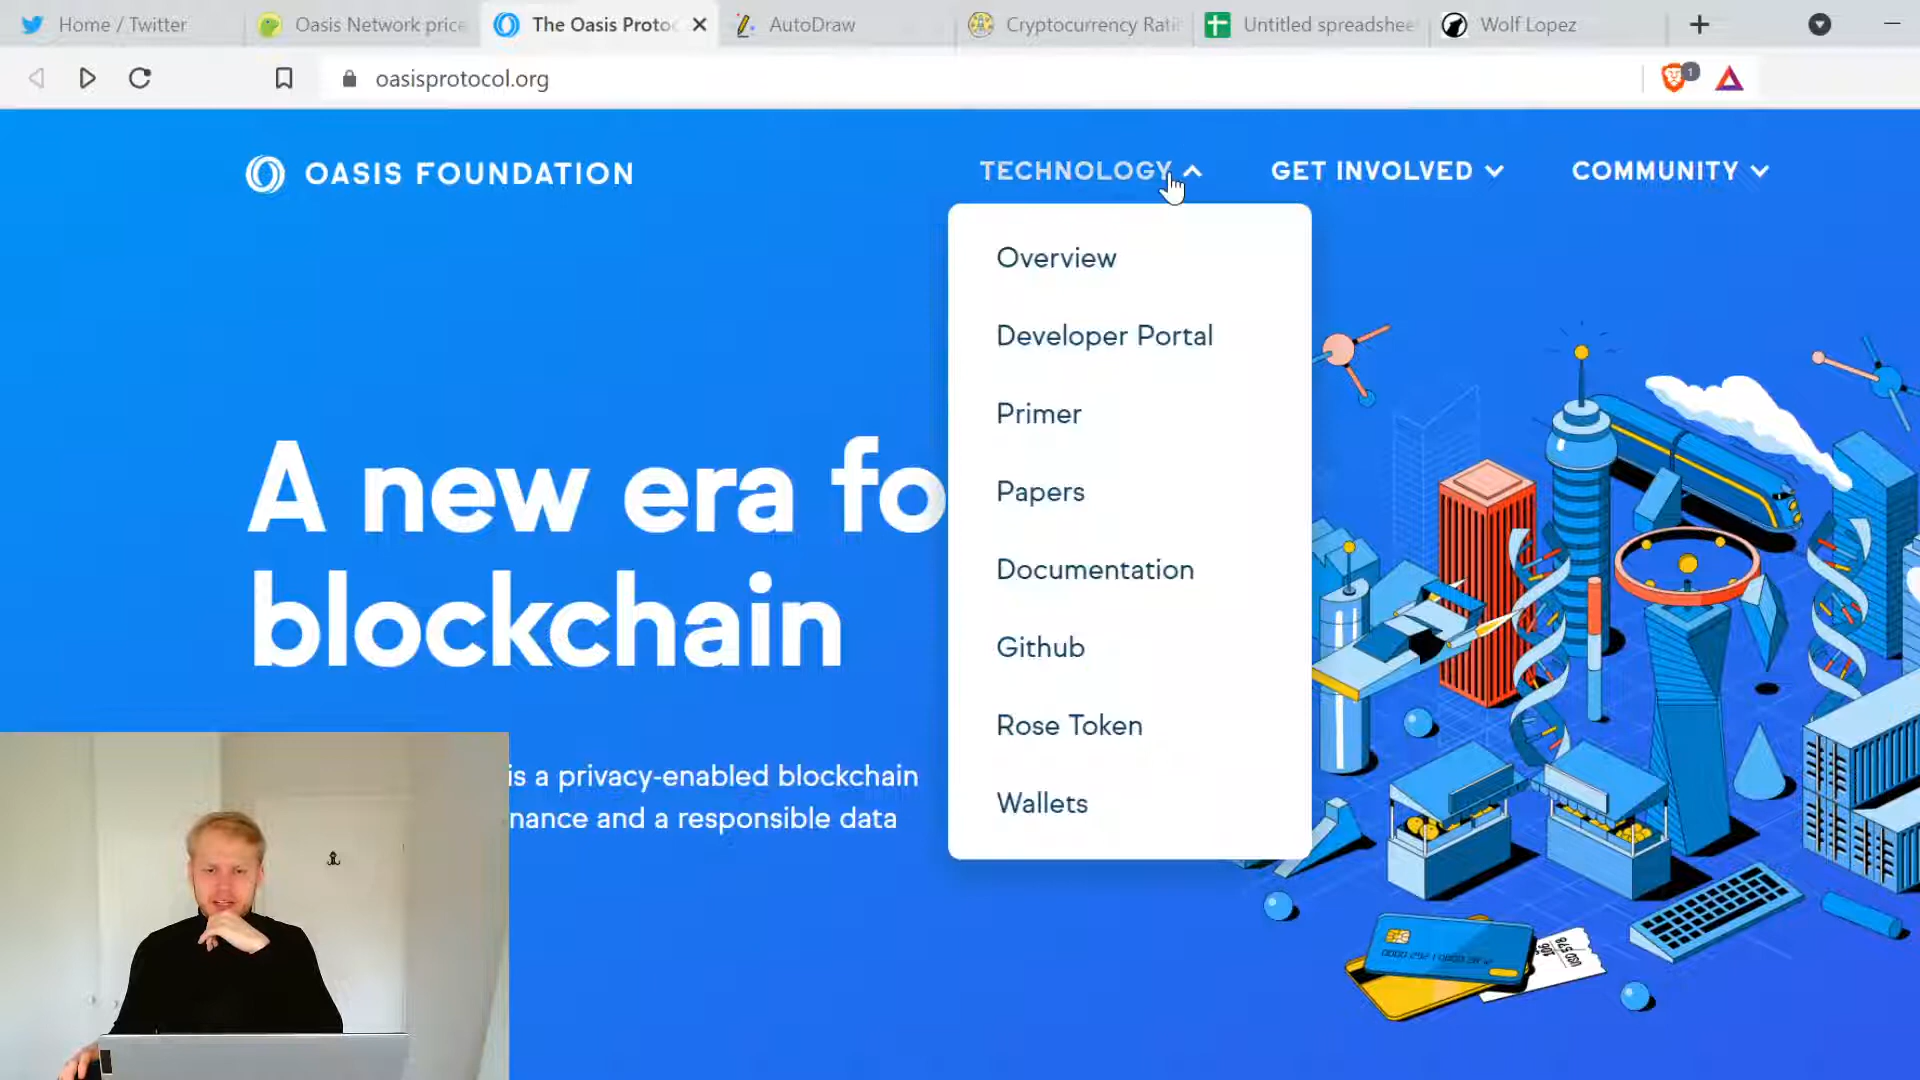 Home / Twitter
Oasis Network price
The Oasis Protoc
AutoDraw
Cryptocurrency Rati
Untitled spreadshee
Wolf Lopez
oasisprotocol.org
1
OASIS FOUNDATION
TECHNOLOGY
GET INVOLVED
COMMUNITY
Overview
Developer Portal
Primer
Papers
Documentation
Github
Rose Token
Wallets
A new era fo
blockchain
is a privacy-enabled blockchain
nance and a responsible data